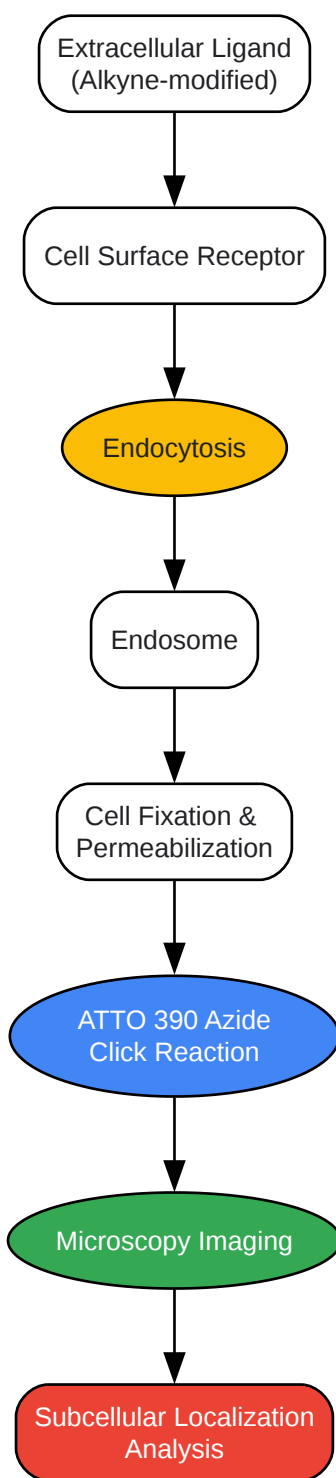 Extracellular Ligand
(Alkyne-modified)
Cell Surface Receptor
Endocytosis
Endosome
Cell Fixation &
Permeabilization
ATTO 390 Azide
Click Reaction
Microscopy Imaging
Subcellular Localization
Analysis